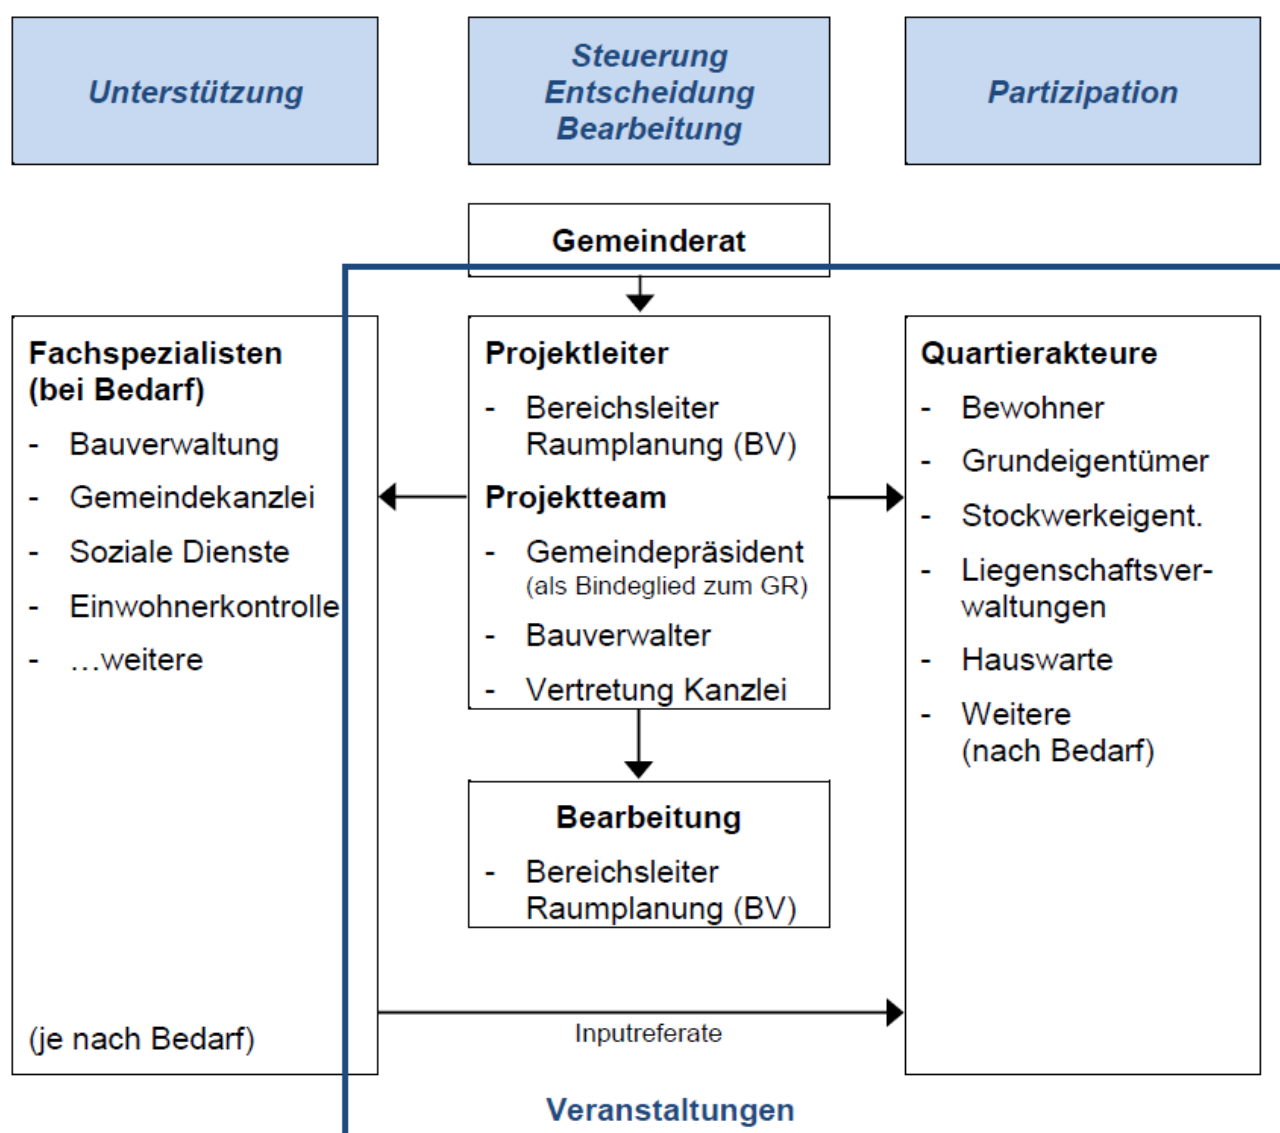 Unterstützung
Steuerung
Entscheidung
Bearbeitung
Partizipation
Gemeinderat
Fachspezialisten
(bei Bedarf)
- Bauverwaltung
- Gemeindekanzlei
- Soziale Dienste
- Einwohnerkontrolle
- …weitere
(je nach Bedarf)
Projektleiter
- Bereichsleiter
Raumplanung (BV)
Projektteam
- Gemeindepräsident
(als Bindeglied zum GR)
- Bauverwalter
- Vertretung Kanzlei
Bearbeitung
- Bereichsleiter
Raumplanung (BV)
Quartierakteure
- Bewohner
- Grundeigentümer
- Stockwerkeigent.
- Liegenschaftsver-
waltungen
- Hauswarte
- Weitere
(nach Bedarf)
Inputreferate
Veranstaltungen